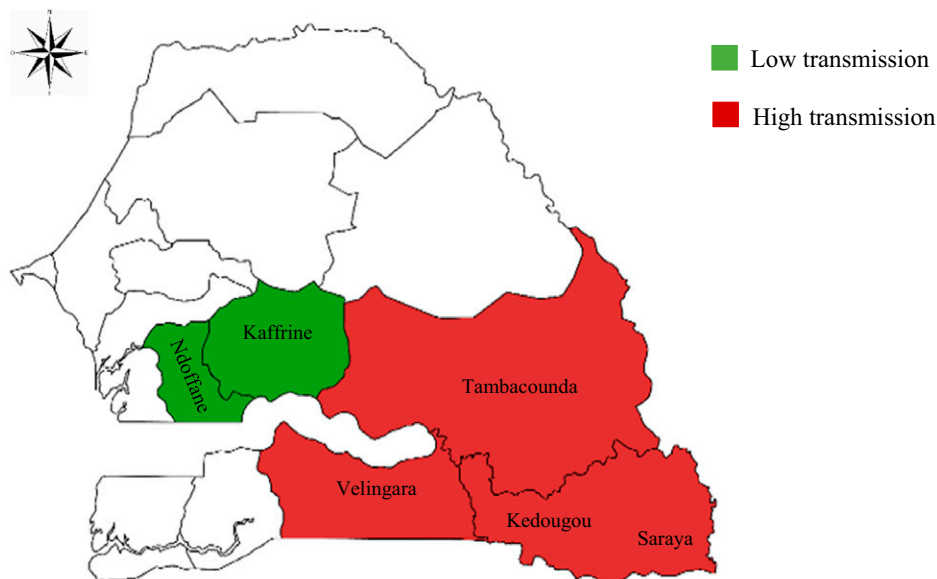 N
O
E
S
Low transmission
High transmission
Kaffrine
Ndoffane
Tambacounda
Velingara
Kedougou
Saraya